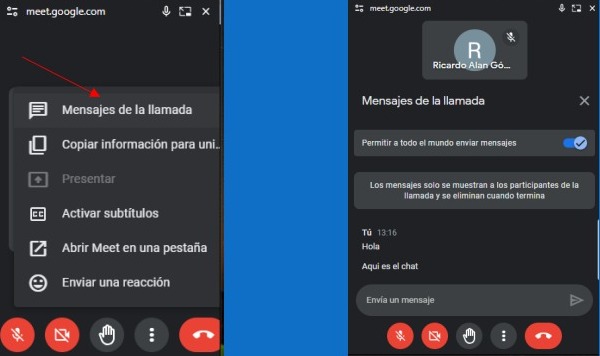 meet.google.com
Mensajes de la llamada
Copiar información para uni...
Presentar
CC Activar subtítulos
Abrir Meet en una pestaña
Enviar una reacción
meet.google.com
R
Ricardo Alan Gó...
Mensajes de la llamada
Permitir a todo el mundo enviar mensajes
Los mensajes solo se muestran a los participantes de la
llamada y se eliminan cuando termina
Tú 13:16
Hola
Aqui es el chat
Envía un mensaje